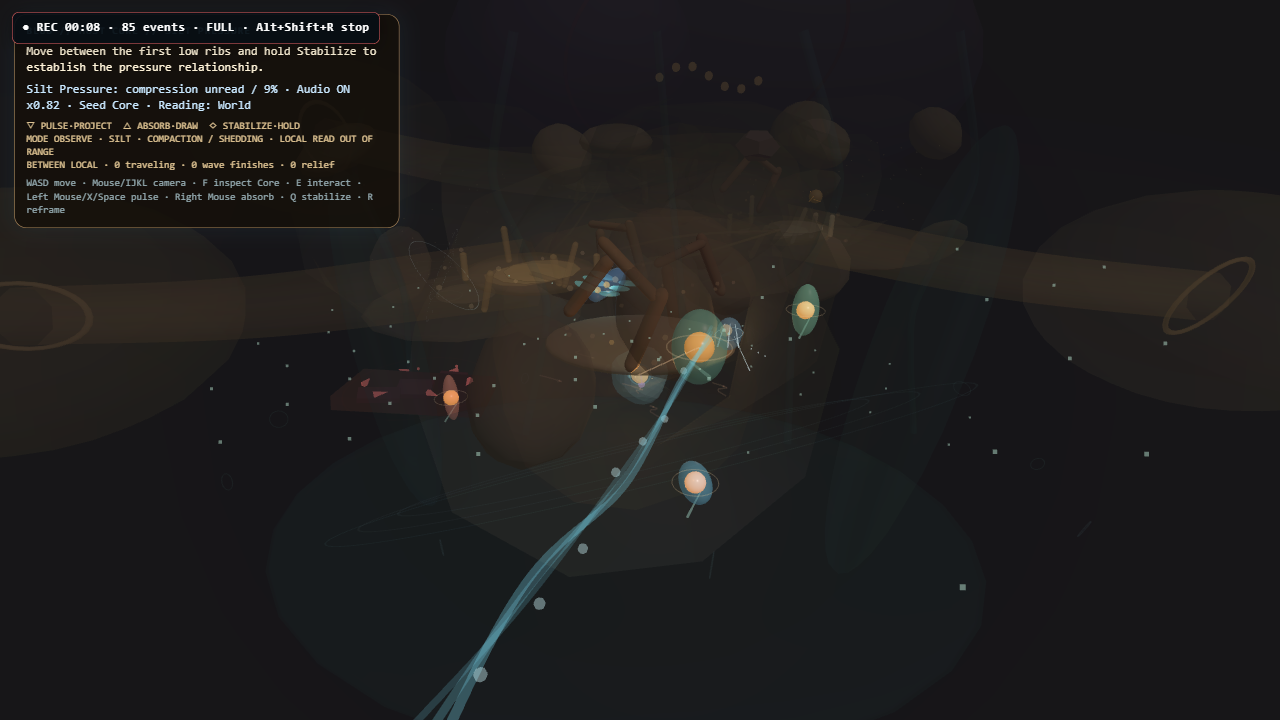 ● REC 00:08 · 85 events · FULL · Alt+Shift+R stop
Move between the first low ribs and hold Stabilize to
establish the pressure relationship.
Silt Pressure: compression unread / 9% · Audio ON
x0.82 · Seed Core · Reading: World
▽ PULSE·PROJECT △ ABSORB·DRAW ◇ STABILIZE·HOLD
MODE OBSERVE · SILT · COMPACTION / SHEDDING · LOCAL READ OUT OF
RANGE
BETWEEN LOCAL · 0 traveling · 0 wave finishes · 0 relief
WASD move · Mouse/IJKL camera · F inspect Core · E interact ·
Left Mouse/X/Space pulse · Right Mouse absorb · Q stabilize · R
reframe